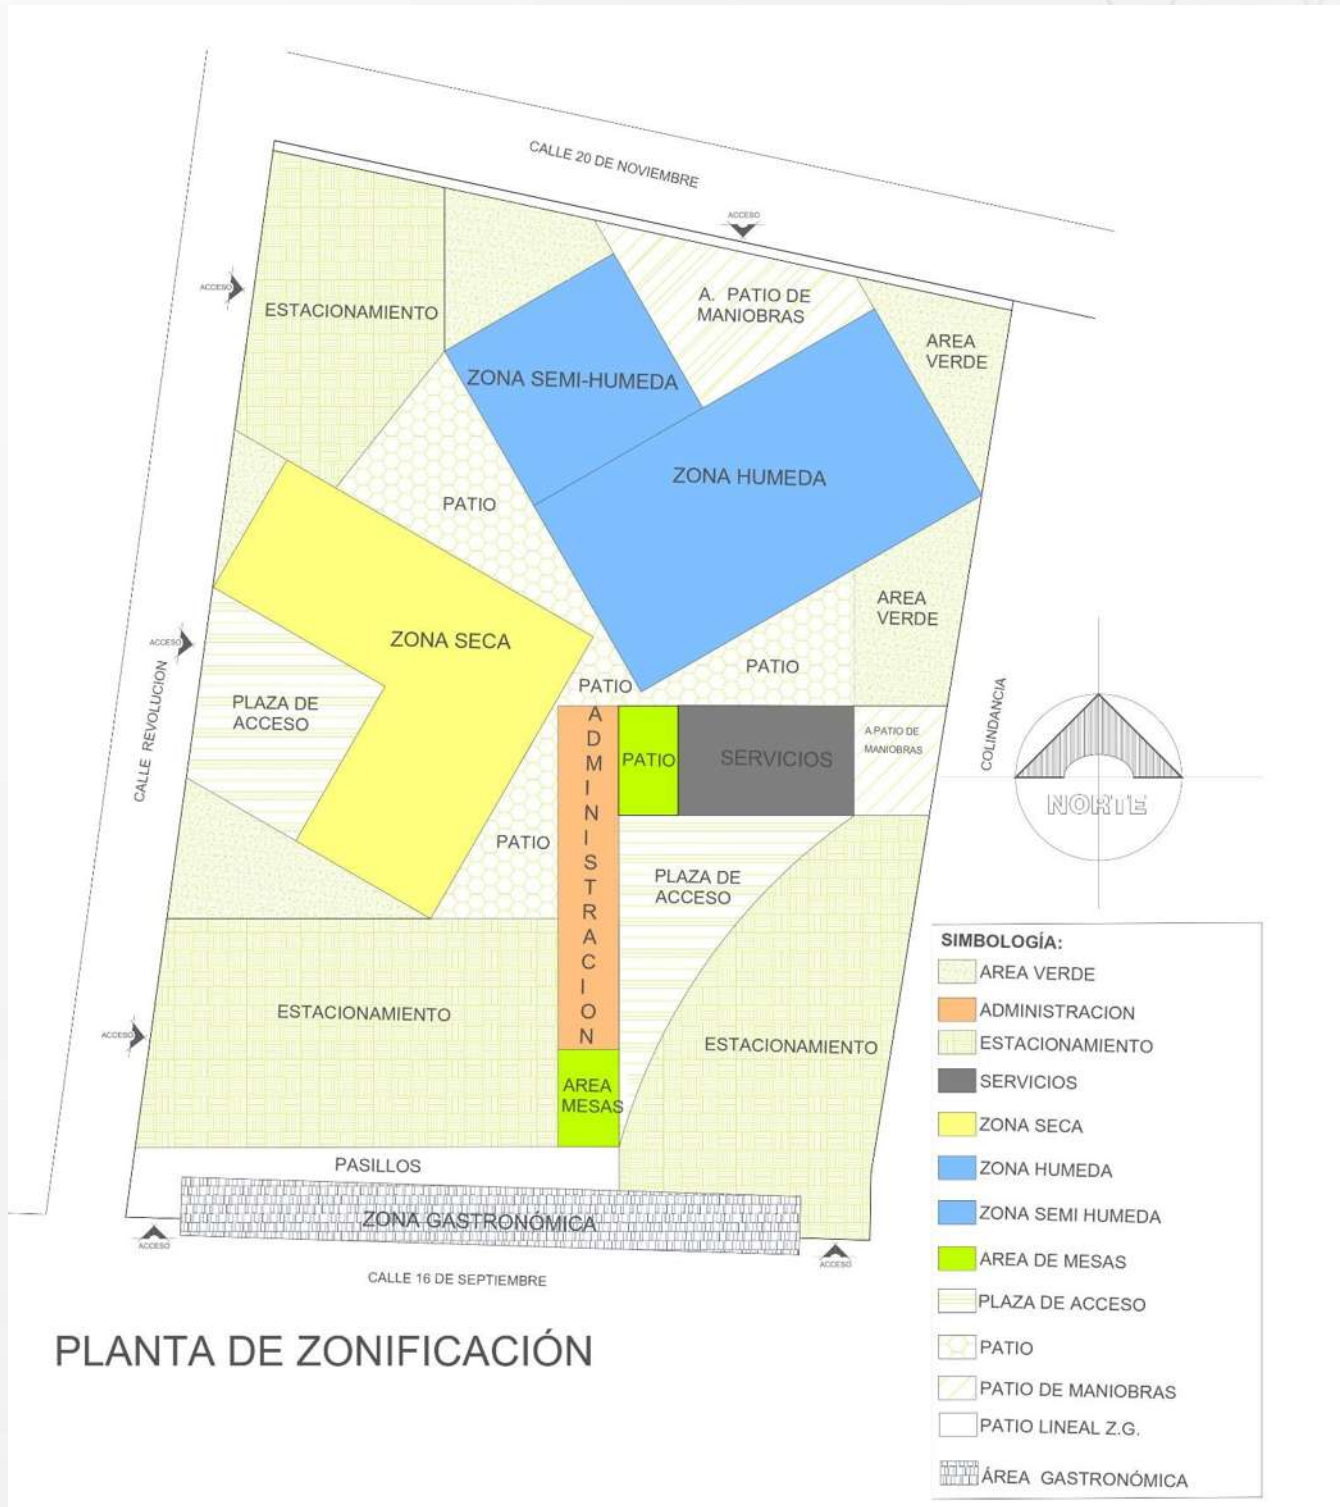 CALLE 20 DE NOVIEMBRE
ACCESO
ACCESO
ESTACIONAMIENTO
A. PATIO DE
MANIOBRAS
AREA
VERDE
ZONA SEMI-HUMEDA
ZONA HUMEDA
PATIO
AREA
VERDE
ZONA SECA
ACCESO
CALLE REVOLUCION
PATIO
PATIO
PLAZA DE
ACCESO
COLINDANCIA
ADMINISTRACION
PATIO
SERVICIOS
A.PATIO DE
MANIOBRAS
NORTE
PATIO
PLAZA DE
ACCESO
ESTACIONAMIENTO
ACCESO
ESTACIONAMIENTO
AREA
MESAS
PASILLOS
ZONA GASTRONÓMICA
ACCESO
ACCESO
CALLE 16 DE SEPTIEMBRE
PLANTA DE ZONIFICACIÓN
SIMBOLOGÍA:
AREA VERDE
ADMINISTRACION
ESTACIONAMIENTO
SERVICIOS
ZONA SECA
ZONA HUMEDA
ZONA SEMI HUMEDA
AREA DE MESAS
PLAZA DE ACCESO
PATIO
PATIO DE MANIOBRAS
PATIO LINEAL Z.G.
ÁREA GASTRONÓMICA